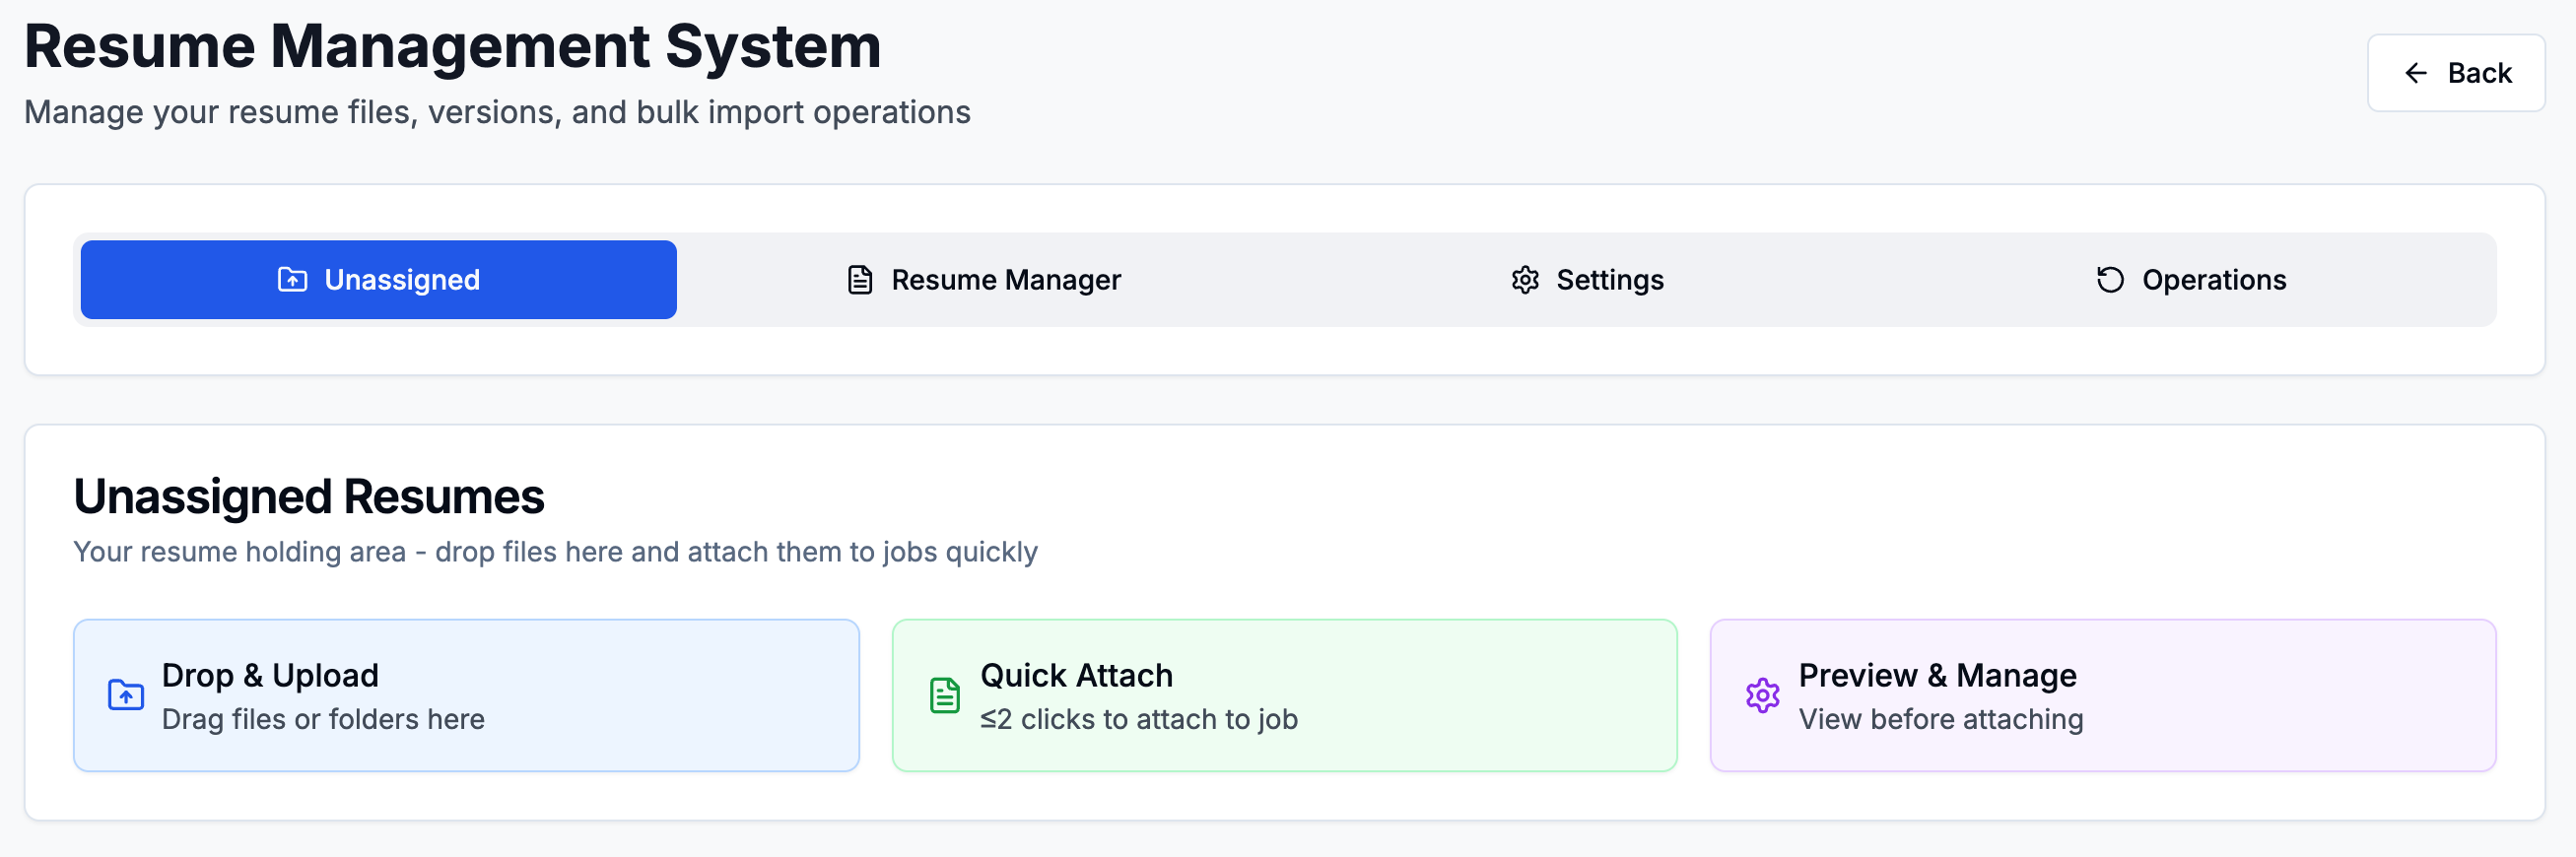 Resume Management System
Back
Manage your resume files, versions, and bulk import operations
Unassigned
Resume Manager
Settings
Operations
Unassigned Resumes
Your resume holding area - drop files here and attach them to jobs quickly
Drop & Upload
Drag files or folders here
Quick Attach
≤2 clicks to attach to job
Preview & Manage
View before attaching